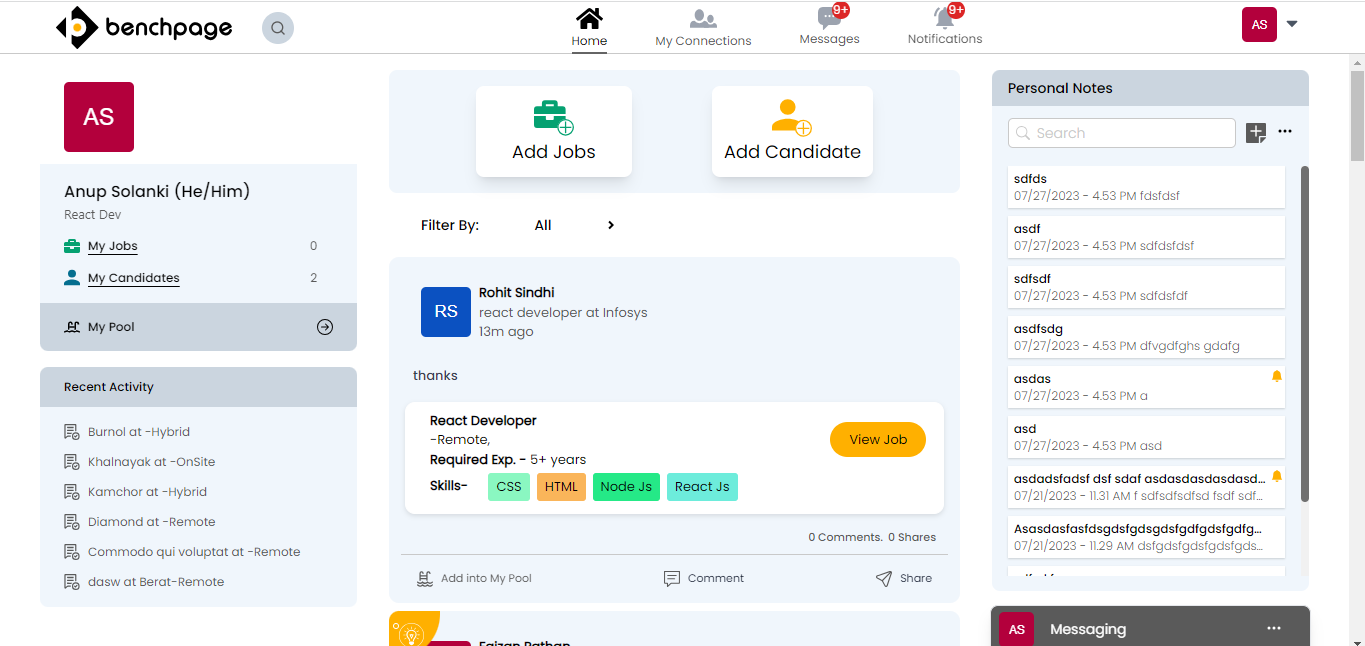 benchpage
Home
My Connections
9+
Messages
9+
Notifications
AS
AS
Anup Solanki (He/Him)
React Dev
My Jobs 0
My Candidates 2
My Pool
Recent Activity
Burnol at -Hybrid
Khalnayak at -OnSite
Kamchor at -Hybrid
Diamond at -Remote
Commodo qui voluptat at -Remote
dasw at Berat-Remote
Add Jobs
Add Candidate
Filter By: All
RS
Rohit Sindhi
react developer at Infosys
13m ago
thanks
React Developer
-Remote,
Required Exp. - 5+ years
Skills- CSS HTML Node Js React Js
View Job
0 Comments. 0 Shares
Add into My Pool
Comment
Share
Faizan Pathan
Personal Notes
Search
sdfds
07/27/2023 - 4.53 PM fdsfdsf
asdf
07/27/2023 - 4.53 PM sdfdsfdsf
sdfsdf
07/27/2023 - 4.53 PM sdfdsfdf
asdfsdg
07/27/2023 - 4.53 PM dfvgdfghs gdafg
asdas
07/27/2023 - 4.53 PM a
asd
07/27/2023 - 4.53 PM asd
asdadsfadsf dsf sdaf asdasdasdasdasd...
07/21/2023 - 11.31 AM f sdfsdfsdfsd fsdf sdf...
Asasdasfasfdsgdsfgdsgdsfgdfgdsfgdfg...
07/21/2023 - 11.29 AM dsfgdsfgdsfgdsfgds...
AS
Messaging